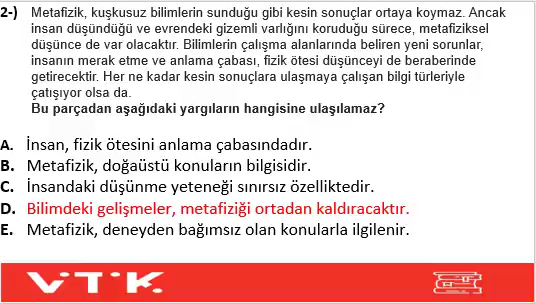 2-) Metafizik, kuşkusuz bilimlerin sunduğu gibi kesin sonuçlar ortaya koymaz. Ancak
insan düşündüğü ve evrendeki gizemli varlığını koruduğu sürece, metafiziksel
düşünce de var olacaktır. Bilimlerin çalışma alanlarında beliren yeni sorunlar,
insanın merak etme ve anlama çabası, fizik ötesi düşünceyi de beraberinde
getirecektir. Her ne kadar kesin sonuçlara ulaşmaya çalışan bilgi türleriyle
çatışıyor olsa da.
Bu parçadan aşağıdaki yargıların hangisine ulaşılamaz?
A. İnsan, fizik ötesini anlama çabasındadır.
B. Metafizik, doğaüstü konuların bilgisidir.
C. İnsandaki düşünme yeteneği sınırsız özelliktedir.
D. Bilimdeki gelişmeler, metafiziği ortadan kaldıracaktır.
E. Metafizik, deneyden bağımsız olan konularla ilgilenir.
VİTİK